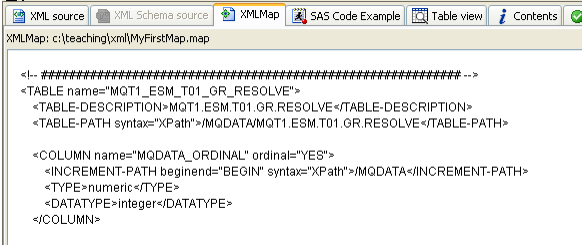 XML source XML Schema source XMLMap SAS Code Example Table view Contents
XMLMap: c:\teaching\xml\MyFirstMap.map
<!-- ############################################################ -->
<TABLE name="MQT1_ESM_T01_GR_RESOLVE">
<TABLE-DESCRIPTION>MQT1.ESM.T01.GR.RESOLVE</TABLE-DESCRIPTION>
<TABLE-PATH syntax="XPath">/MQDATA/MQT1.ESM.T01.GR.RESOLVE</TABLE-PATH>
<COLUMN name="MQDATA_ORDINAL" ordinal="YES">
<INCREMENT-PATH beginend="BEGIN" syntax="XPath">/MQDATA</INCREMENT-PATH>
<TYPE>numeric</TYPE>
<DATATYPE>integer</DATATYPE>
</COLUMN>